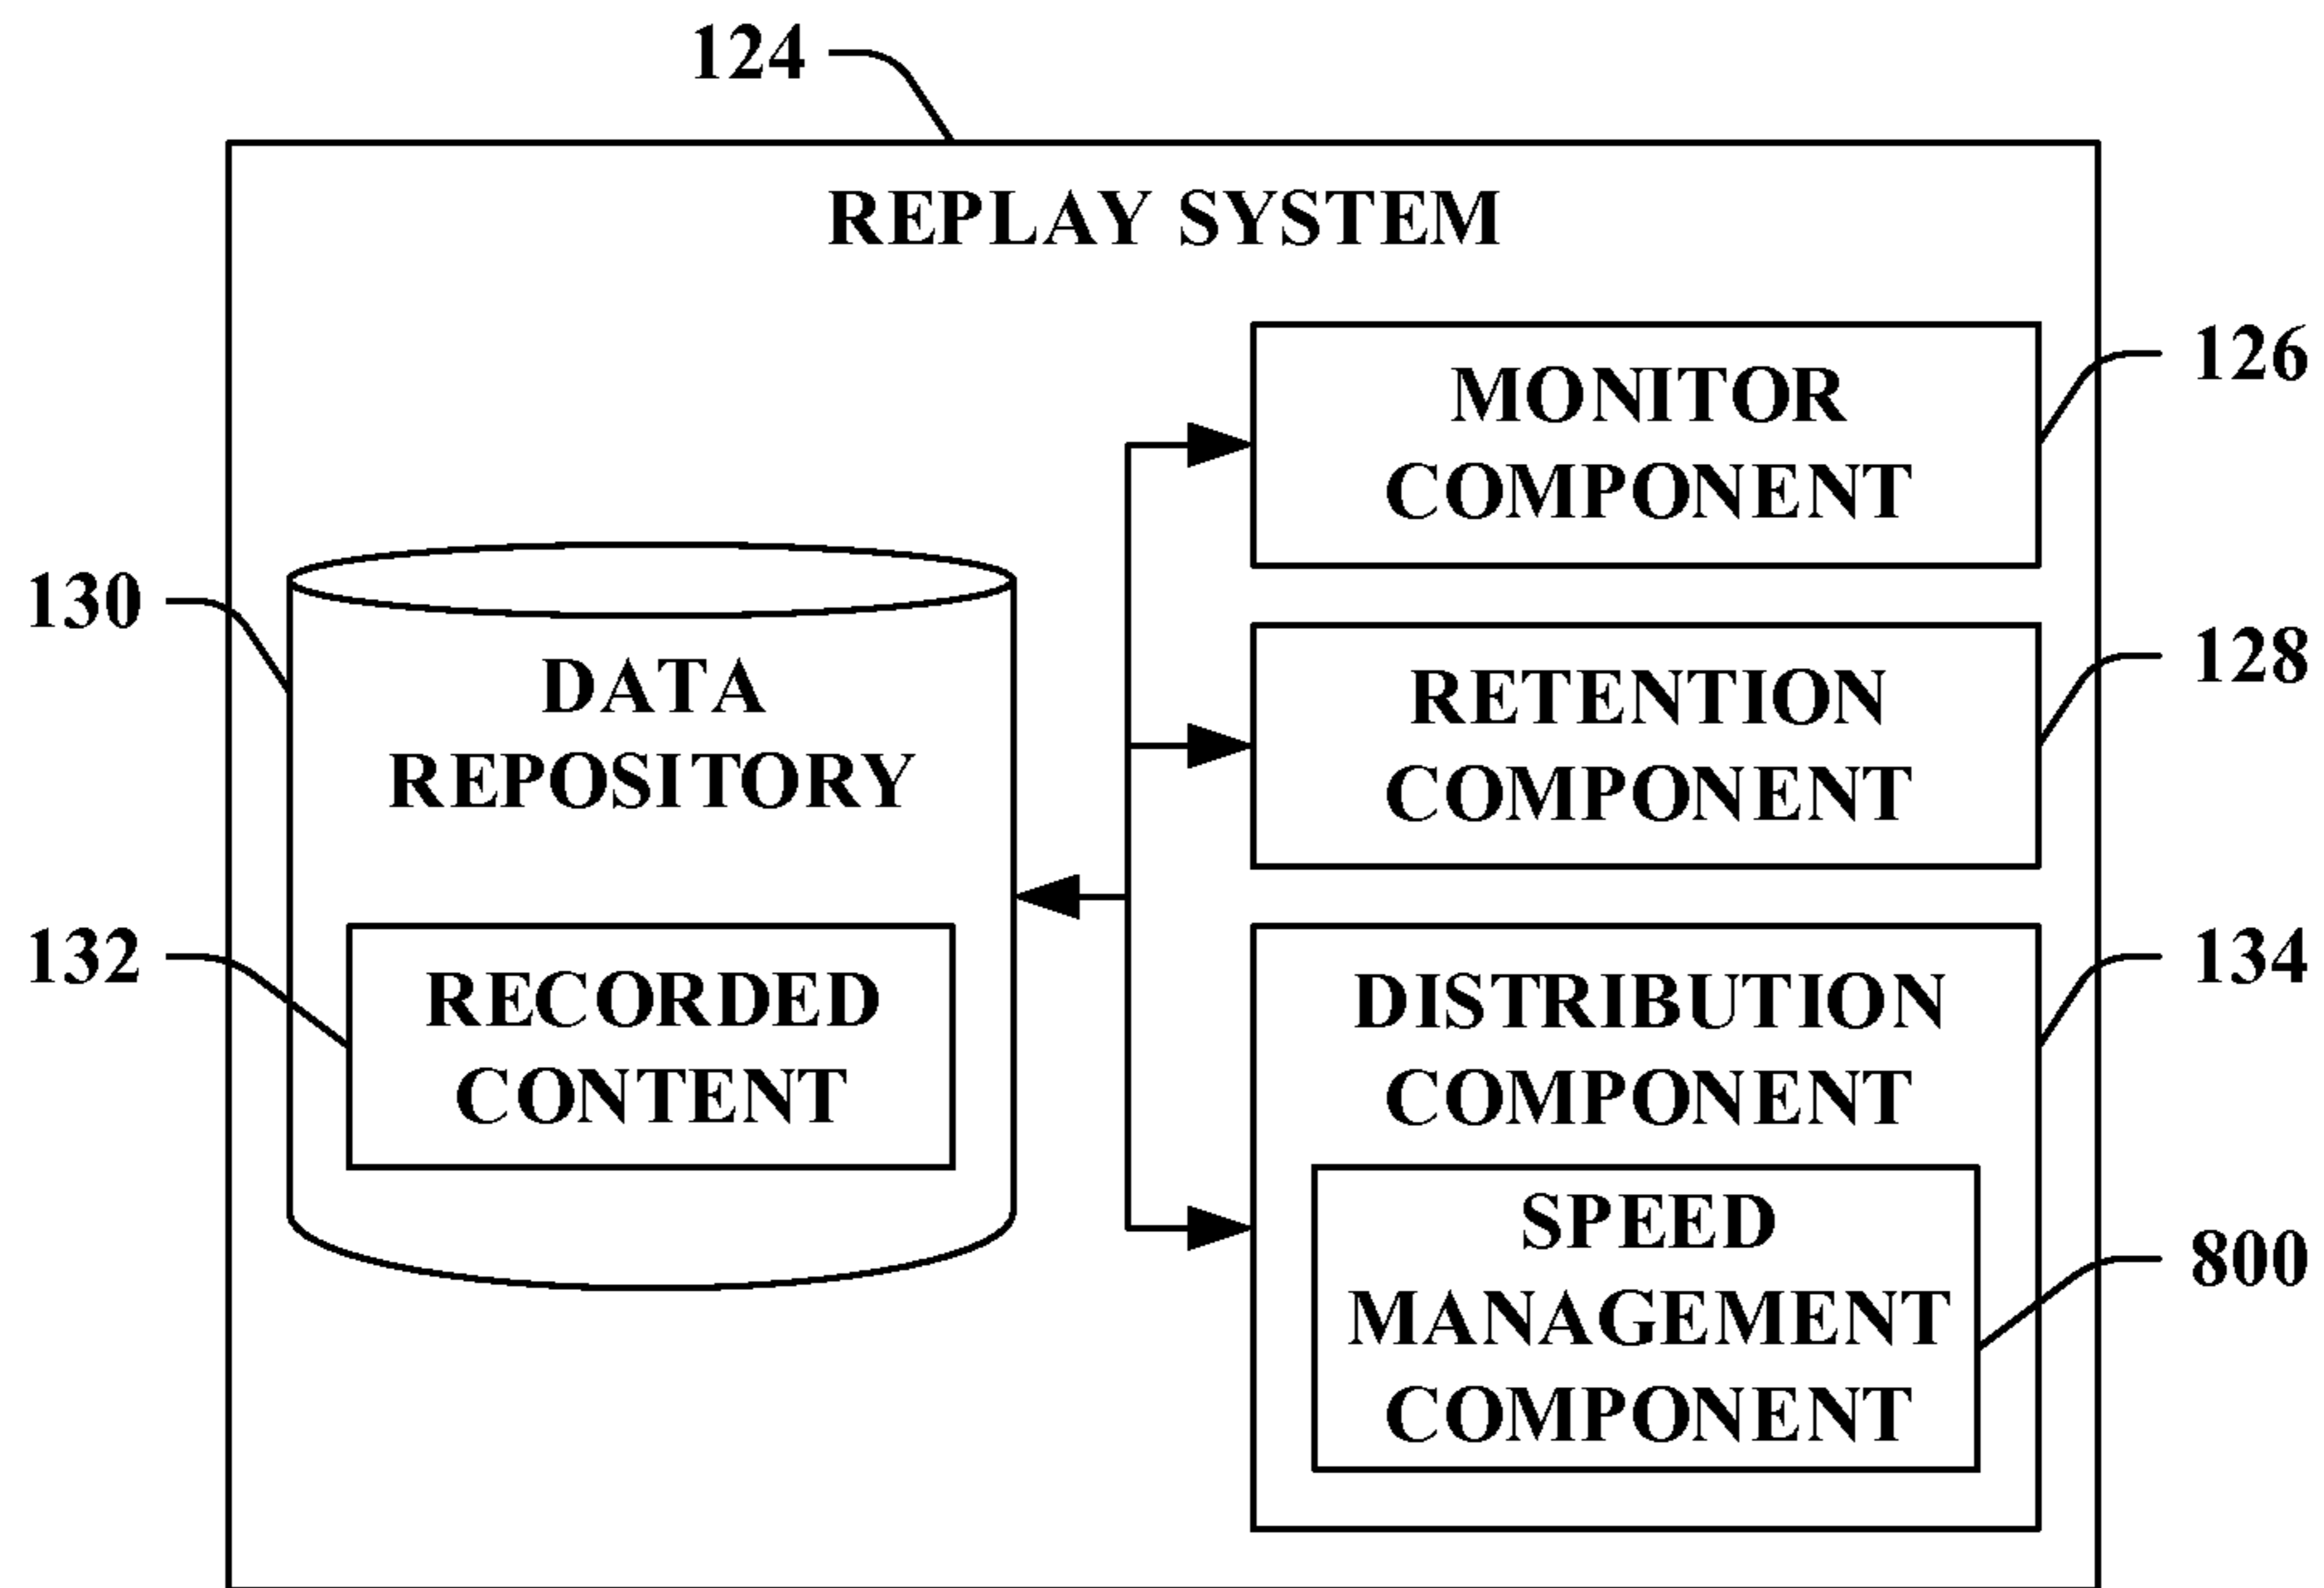 124
REPLAY SYSTEM
MONITOR
COMPONENT
126
130
DATA
REPOSITORY
RETENTION
COMPONENT
128
132
RECORDED
CONTENT
DISTRIBUTION
COMPONENT
134
SPEED
MANAGEMENT
COMPONENT
800